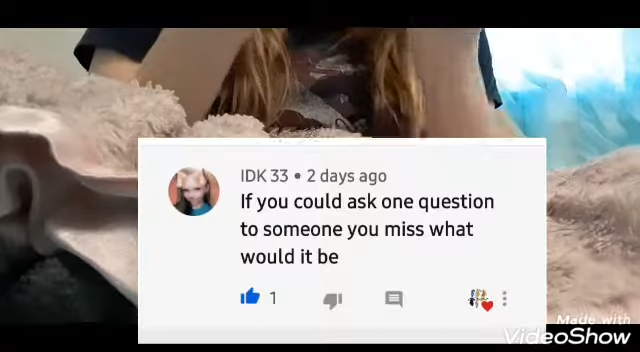 IDK 33 • 2 days ago
If you could ask one question
to someone you miss what
would it be
1
Made with
VideoShow